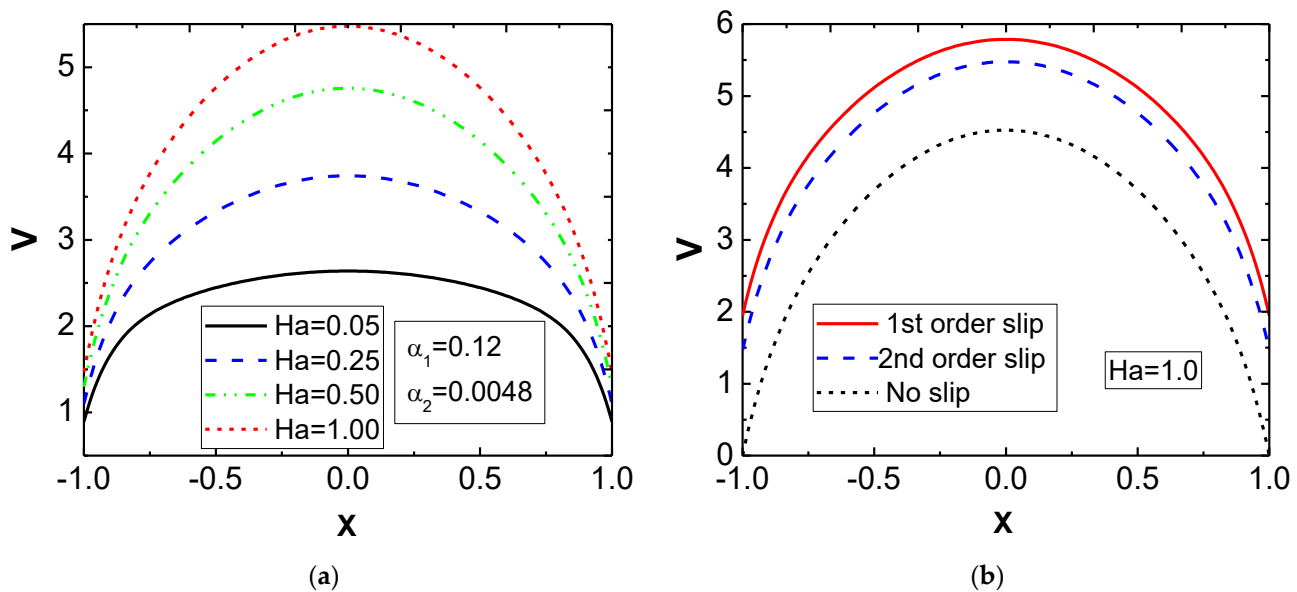 5
4
3
2
1
V
Ha=0.05
Ha=0.25
Ha=0.50
Ha=1.00
α1=0.12
α2=0.0048
-1.0 -0.5 0.0 0.5 1.0
X
(a)
6
5
4
3
2
1
0
V
1st order slip
2nd order slip
No slip
Ha=1.0
-1.0 -0.5 0.0 0.5 1.0
X
(b)